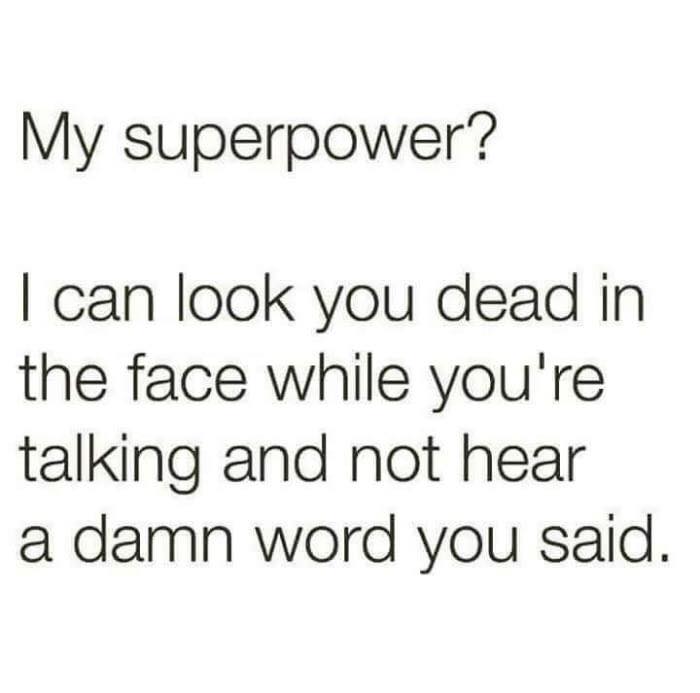 My superpower?
I can look you dead in
the face while you're
talking and not hear
a damn word you said.